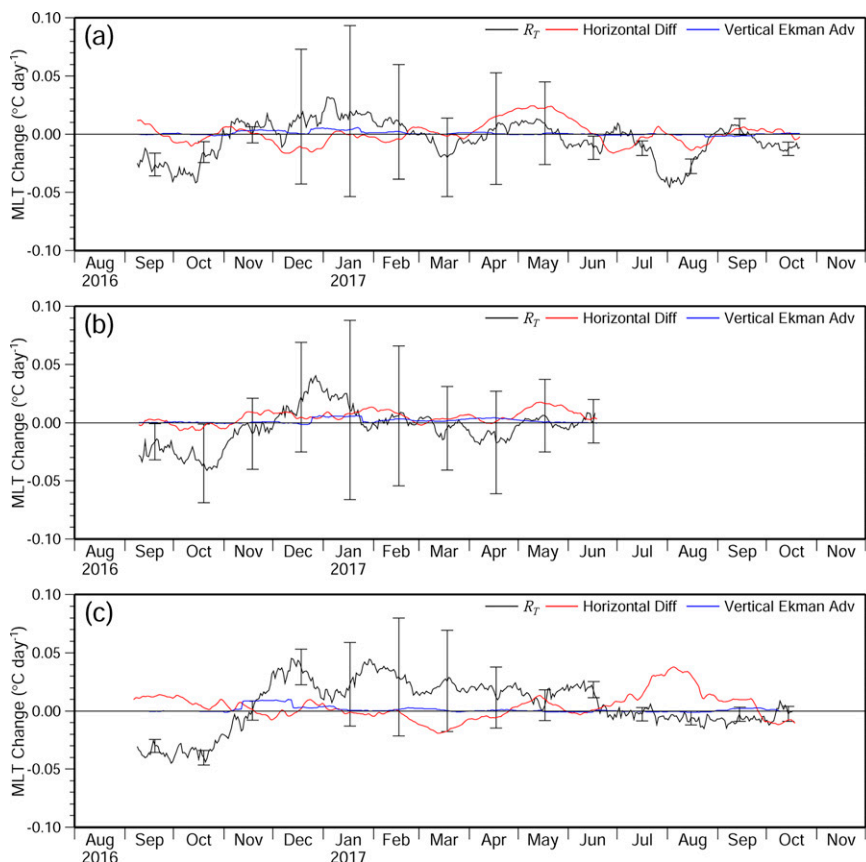 (a)
R_T Horizontal Diff Vertical Ekman Adv
MLT Change (°C day⁻¹)
0.10
0.05
0.00
-0.05
-0.10
Aug Sep Oct Nov Dec Jan Feb Mar Apr May Jun Jul Aug Sep Oct Nov
2016 2017
(b)
R_T Horizontal Diff Vertical Ekman Adv
MLT Change (°C day⁻¹)
0.10
0.05
0.00
-0.05
-0.10
Aug Sep Oct Nov Dec Jan Feb Mar Apr May Jun Jul Aug Sep Oct Nov
2016 2017
(c)
R_T Horizontal Diff Vertical Ekman Adv
MLT Change (°C day⁻¹)
0.10
0.05
0.00
-0.05
-0.10
Aug Sep Oct Nov Dec Jan Feb Mar Apr May Jun Jul Aug Sep Oct Nov
2016 2017